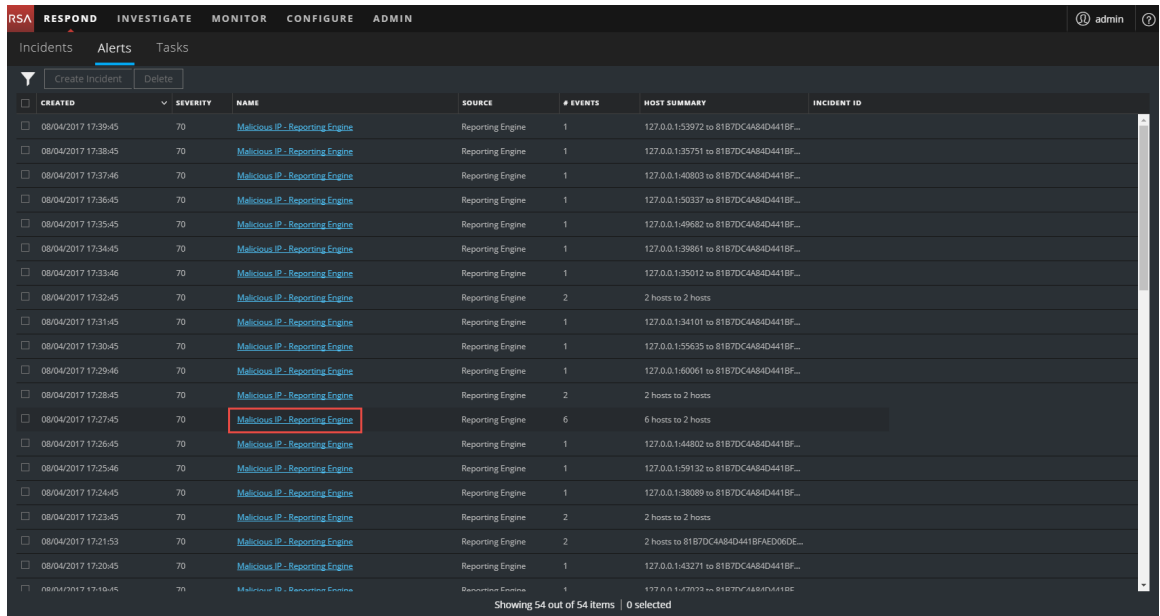 RSA RESPOND INVESTIGATE MONITOR CONFIGURE ADMIN admin ?
Incidents Alerts Tasks
Create Incident Delete
CREATED SEVERITY NAME SOURCE # EVENTS HOST SUMMARY INCIDENT ID
08/04/2017 17:39:45 70 Malicious IP - Reporting Engine Reporting Engine 1 127.0.0.1:53972 to 81B7DC4A84D441BF...
08/04/2017 17:38:45 70 Malicious IP - Reporting Engine Reporting Engine 1 127.0.0.1:35751 to 81B7DC4A84D441BF...
08/04/2017 17:37:46 70 Malicious IP - Reporting Engine Reporting Engine 1 127.0.0.1:40803 to 81B7DC4A84D441BF...
08/04/2017 17:36:45 70 Malicious IP - Reporting Engine Reporting Engine 1 127.0.0.1:50337 to 81B7DC4A84D441BF...
08/04/2017 17:35:45 70 Malicious IP - Reporting Engine Reporting Engine 1 127.0.0.1:49682 to 81B7DC4A84D441BF...
08/04/2017 17:34:45 70 Malicious IP - Reporting Engine Reporting Engine 1 127.0.0.1:39861 to 81B7DC4A84D441BF...
08/04/2017 17:33:46 70 Malicious IP - Reporting Engine Reporting Engine 1 127.0.0.1:35012 to 81B7DC4A84D441BF...
08/04/2017 17:32:45 70 Malicious IP - Reporting Engine Reporting Engine 2 2 hosts to 2 hosts
08/04/2017 17:31:45 70 Malicious IP - Reporting Engine Reporting Engine 1 127.0.0.1:34101 to 81B7DC4A84D441BF...
08/04/2017 17:30:45 70 Malicious IP - Reporting Engine Reporting Engine 1 127.0.0.1:55635 to 81B7DC4A84D441BF...
08/04/2017 17:29:46 70 Malicious IP - Reporting Engine Reporting Engine 1 127.0.0.1:60061 to 81B7DC4A84D441BF...
08/04/2017 17:28:45 70 Malicious IP - Reporting Engine Reporting Engine 2 2 hosts to 2 hosts
08/04/2017 17:27:45 70 Malicious IP - Reporting Engine Reporting Engine 6 6 hosts to 2 hosts
08/04/2017 17:26:45 70 Malicious IP - Reporting Engine Reporting Engine 1 127.0.0.1:44802 to 81B7DC4A84D441BF...
08/04/2017 17:25:46 70 Malicious IP - Reporting Engine Reporting Engine 1 127.0.0.1:59132 to 81B7DC4A84D441BF...
08/04/2017 17:24:45 70 Malicious IP - Reporting Engine Reporting Engine 1 127.0.0.1:38089 to 81B7DC4A84D441BF...
08/04/2017 17:23:45 70 Malicious IP - Reporting Engine Reporting Engine 2 2 hosts to 2 hosts
08/04/2017 17:21:53 70 Malicious IP - Reporting Engine Reporting Engine 2 2 hosts to 81B7DC4A84D441BFAED06DE...
08/04/2017 17:20:45 70 Malicious IP - Reporting Engine Reporting Engine 1 127.0.0.1:43271 to 81B7DC4A84D441BF...
08/04/2017 17:19:45 70 Malicious IP - Reporting Engine Reporting Engine 1 127.0.0.1:47023 to 81B7DC4A84D441BF...
Showing 54 out of 54 items | 0 selected